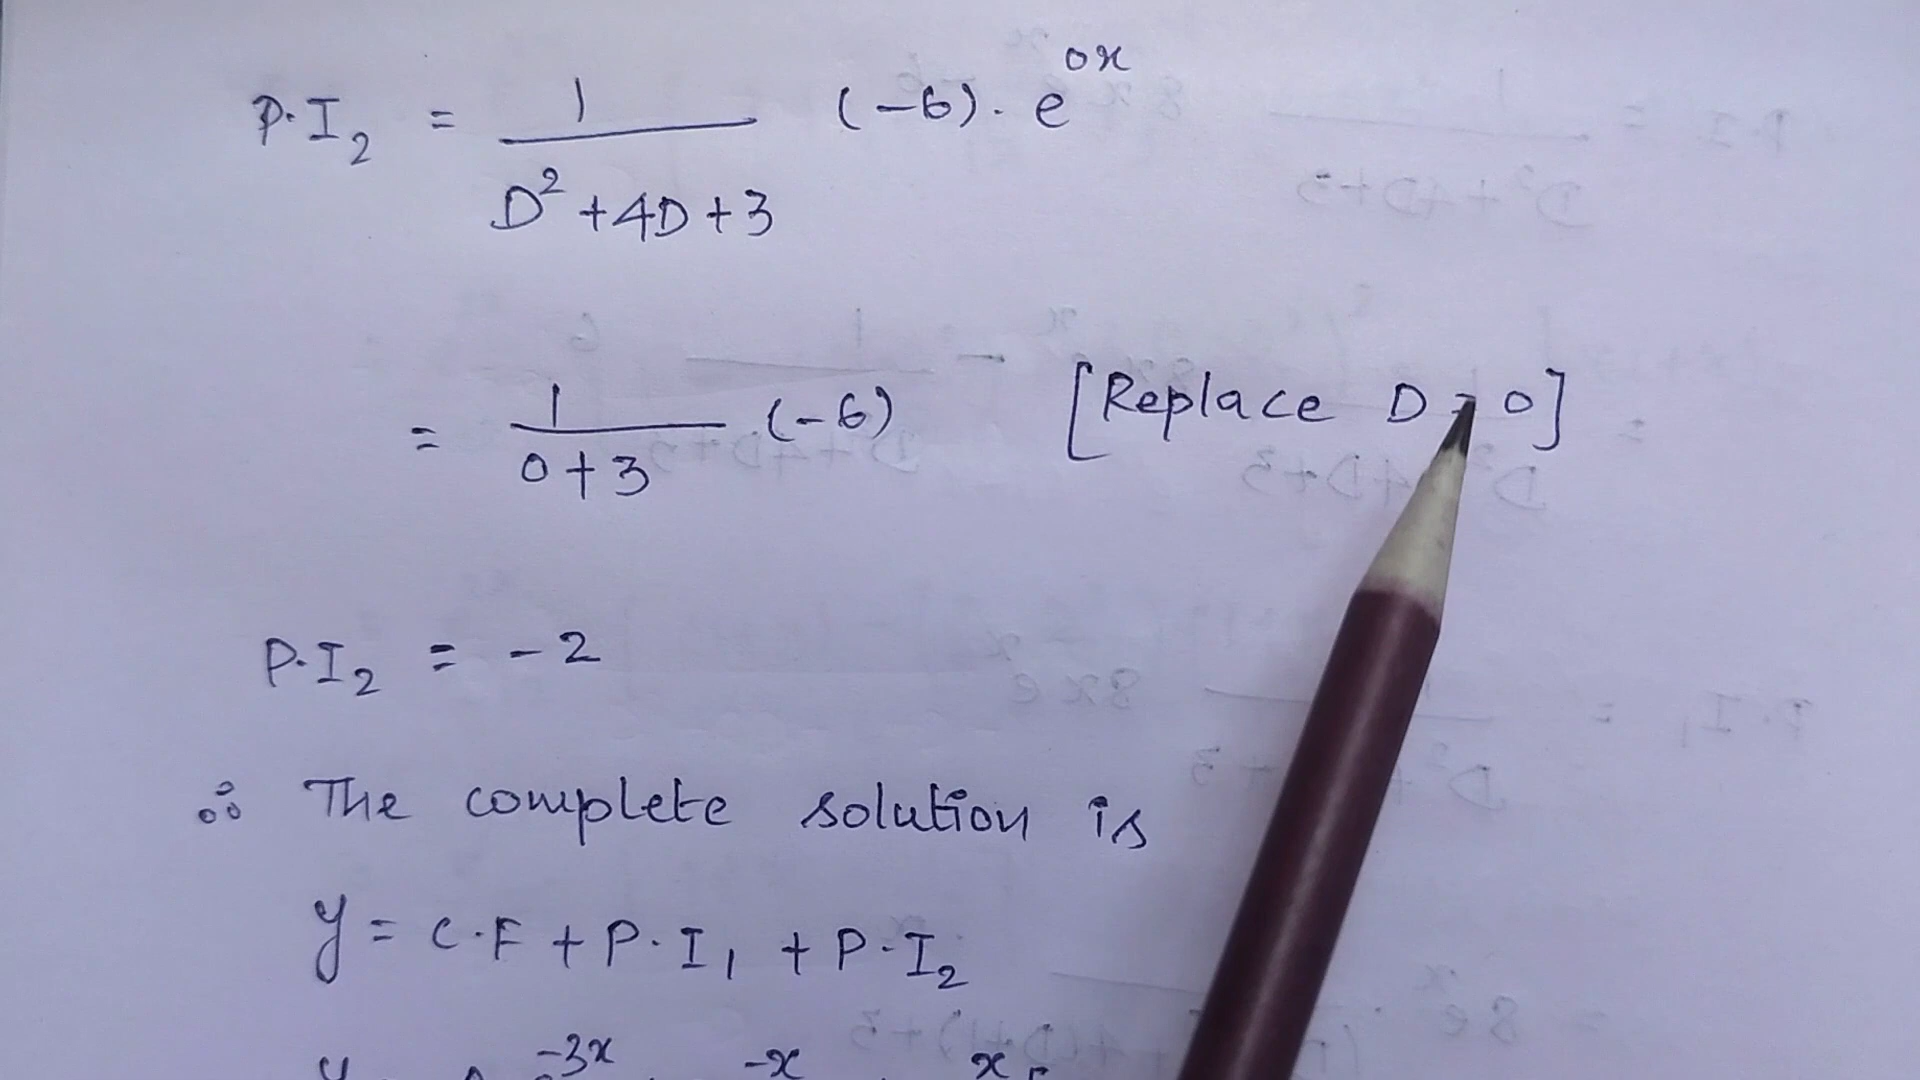 P.I₂ = 1/(D²+4D+3) (-6). e^0x
= 1/(0+3) (-6) [Replace D=0]
P.I₂ = -2
∴ The complete solution is
y = C.F + P.I₁ + P.I₂
-3x -x x